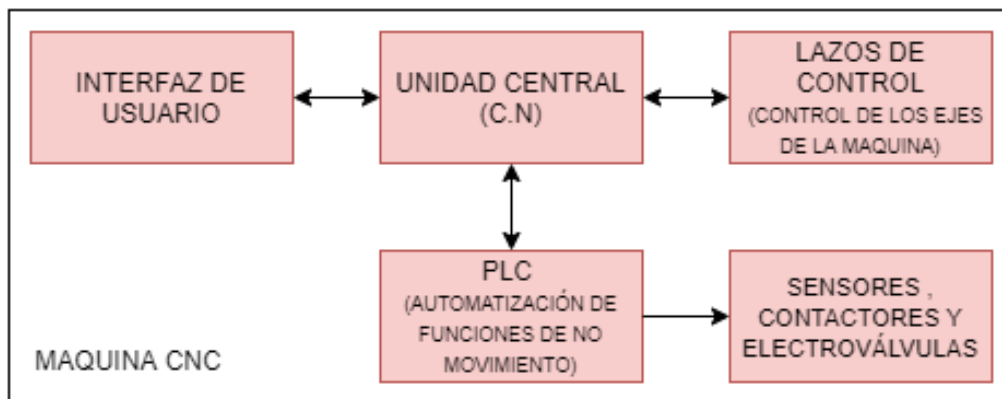 INTERFAZ DE
USUARIO
UNIDAD CENTRAL
(C.N)
LAZOS DE
CONTROL
(CONTROL DE LOS EJES
DE LA MAQUINA)
PLC
(AUTOMATIZACIÓN DE
FUNCIONES DE NO
MOVIMIENTO)
SENSORES ,
CONTACTORES Y
ELECTROVÁLVULAS
MAQUINA CNC